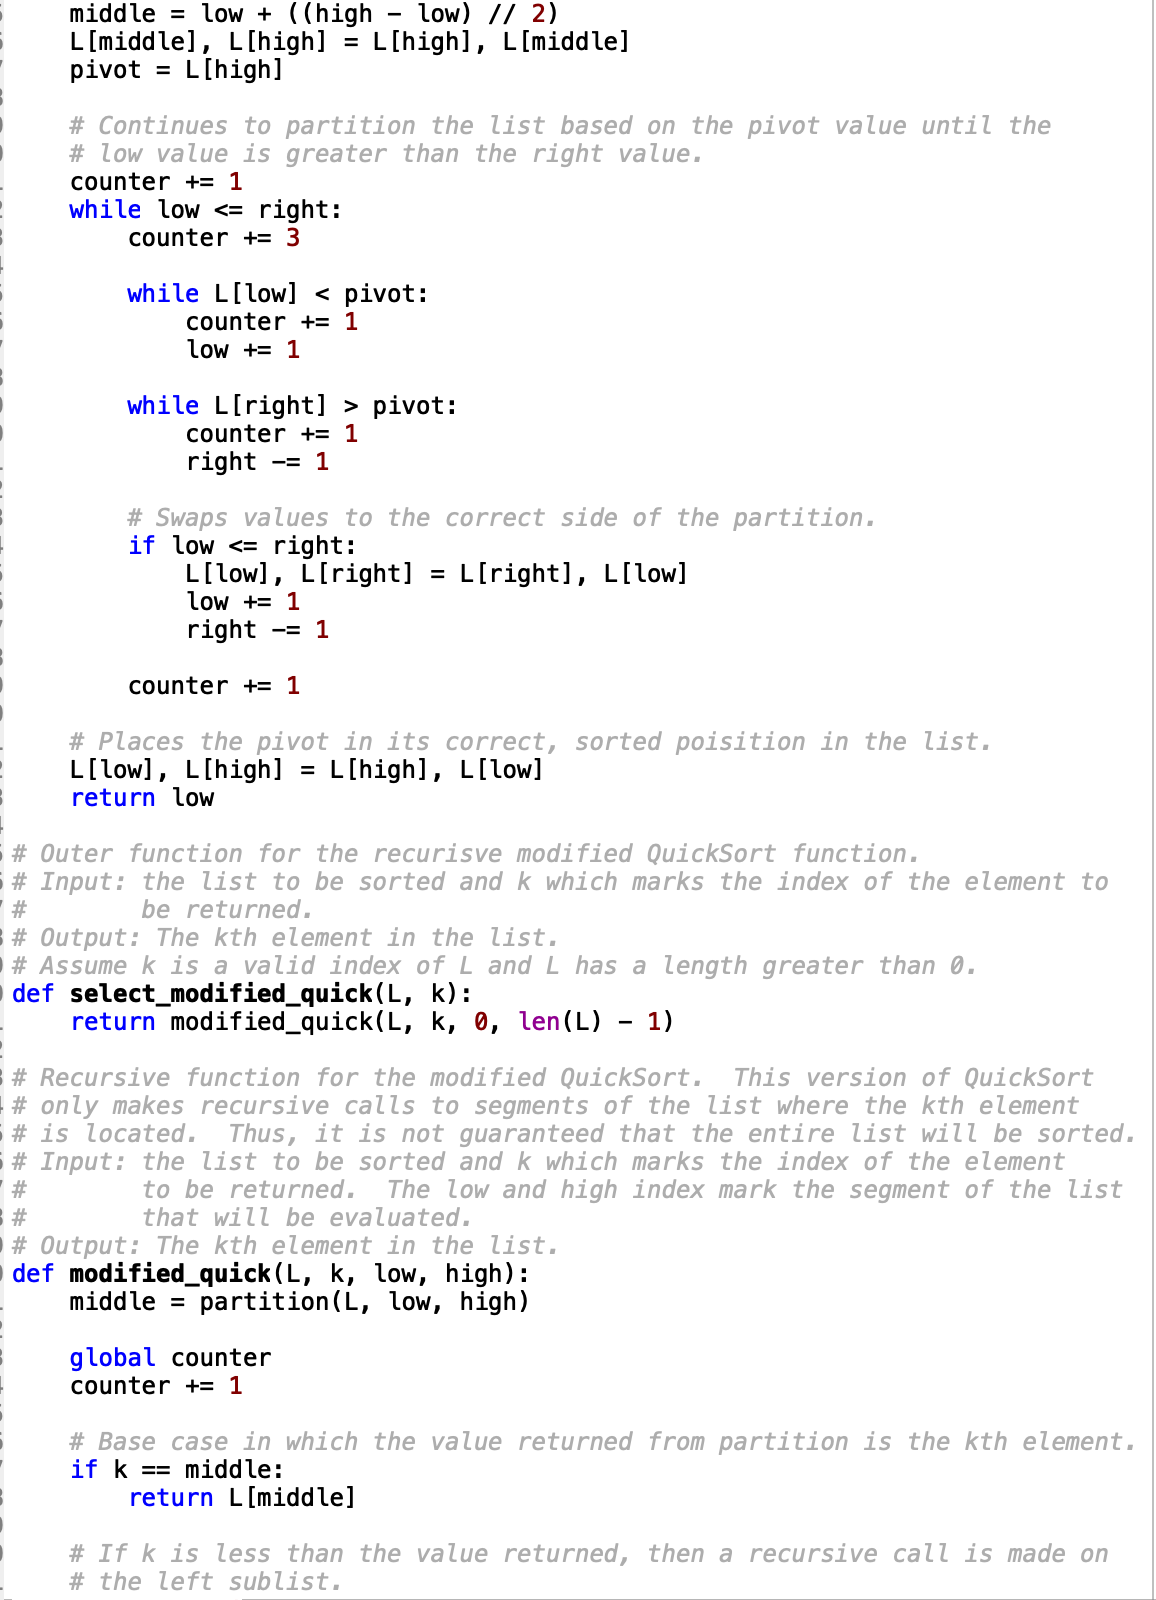 middle = low + ((high - low) // 2)
L[middle], L[high] = L[high], L[middle]
pivot = L[high]
# Continues to partition the list based on the pivot value until the
# low value is greater than the right value.
counter += 1
while low <= right:
counter += 3
while L[low] < pivot:
counter += 1
low += 1
while L[right] > pivot:
counter += 1
right -= 1
# Swaps values to the correct side of the partition.
if low <= right:
L[low], L[right] = L[right], L[low]
low += 1
right -= 1
counter += 1
# Places the pivot in its correct, sorted poisition in the list.
L[low], L[high] = L[high], L[low]
return low
# Outer function for the recurisve modified QuickSort function.
# Input: the list to be sorted and k which marks the index of the element to
#        be returned.
# Output: The kth element in the list.
# Assume k is a valid index of L and L has a length greater than 0.
def select_modified_quick(L, k):
return modified_quick(L, k, 0, len(L) - 1)
# Recursive function for the modified QuickSort.  This version of QuickSort
# only makes recursive calls to segments of the list where the kth element
# is located.  Thus, it is not guaranteed that the entire list will be sorted.
# Input: the list to be sorted and k which marks the index of the element
#        to be returned.  The low and high index mark the segment of the list
#        that will be evaluated.
# Output: The kth element in the list.
def modified_quick(L, k, low, high):
middle = partition(L, low, high)
global counter
counter += 1
# Base case in which the value returned from partition is the kth element.
if k == middle:
return L[middle]
# If k is less than the value returned, then a recursive call is made on
# the left sublist.